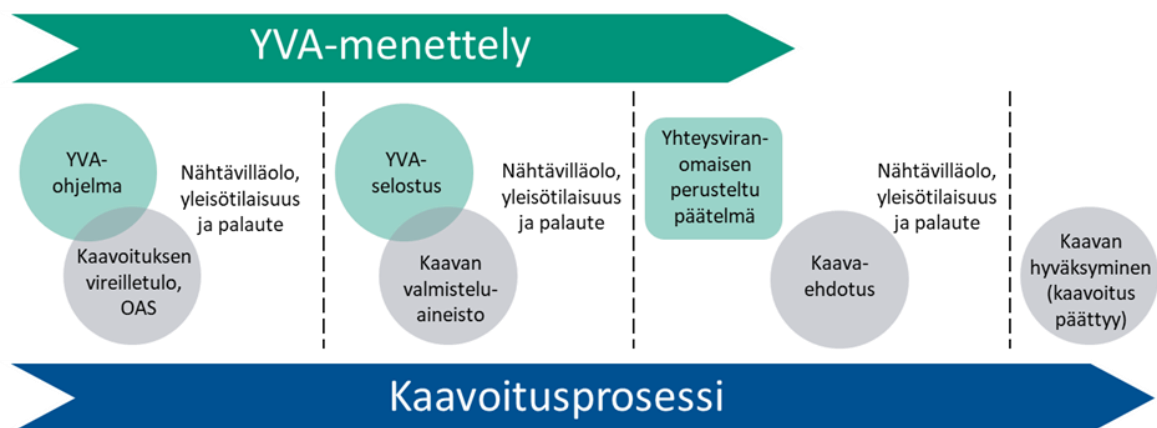 YVA-menettely
YVA-
ohjelma
Kaavoituksen
vireilletulo,
OAS
Nähtävilläolo,
yleisötilaisuus
ja palaute
YVA-
selostus
Kaavan
valmistelu-
aineisto
Nähtävilläolo,
yleisötilaisuus
ja palaute
Yhteysviran-
omaisen
perusteltu
päätelmä
Kaava-
ehdotus
Nähtävilläolo,
yleisötilaisuus
ja palaute
Kaavan
hyväksyminen
(kaavoitus
päättyy)
Kaavoitusprosessi